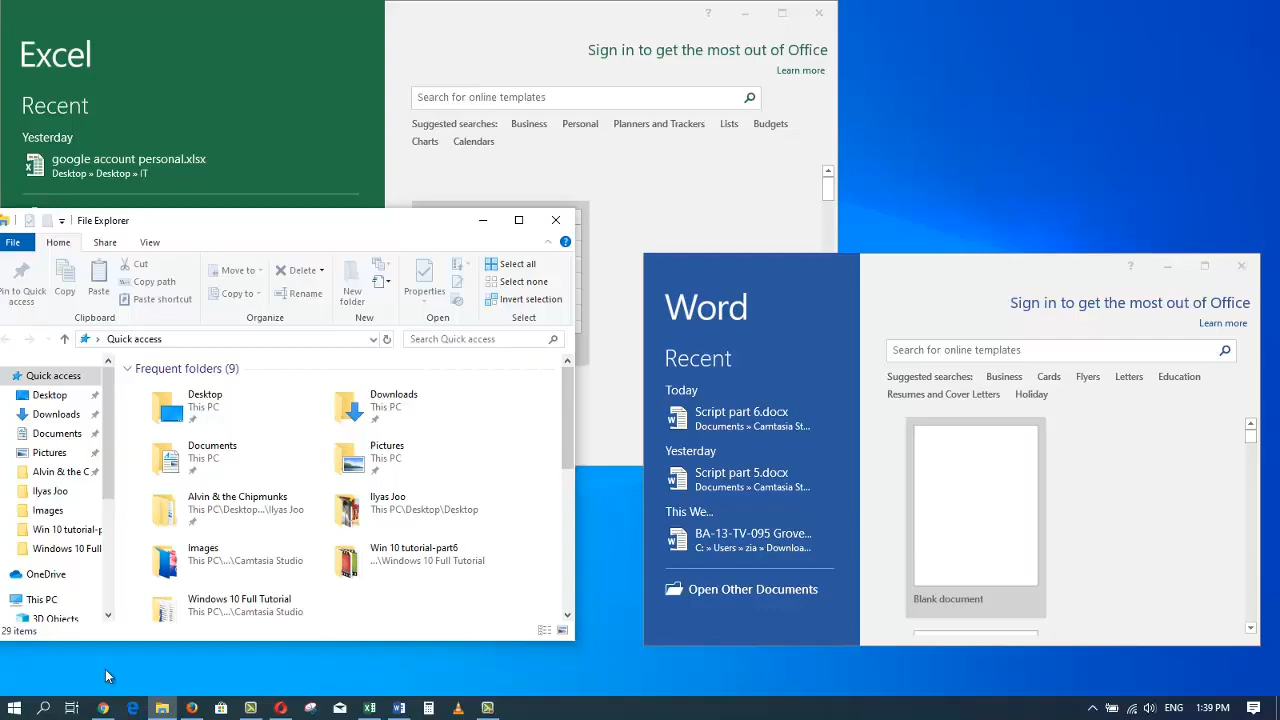 Excel
Recent
Yesterday
google account personal.xlsx
Desktop » Desktop » IT
Sign in to get the most out of Office
Learn more
Search for online templates
Suggested searches: Business Personal Planners and Trackers Lists Budgets
Charts Calendars
File Explorer
File Home Share View
Pin to Quick access
Copy
Paste
Cut
Copy path
Paste shortcut
Clipboard
Move to
Copy to
Delete
Rename
Organize
New folder
New
Properties
Open
Select all
Select none
Invert selection
Select
Quick access
Search Quick access
Quick access
Desktop
Downloads
Documents
Pictures
Alvin & the C
Ilyas Joo
Images
Win 10 tutorial-p
Windows 10 Full
OneDrive
This PC
3D Objects
Frequent folders (9)
Desktop
This PC
Downloads
This PC
Documents
This PC
Pictures
This PC
Alvin & the Chipmunks
This PC\Desktop...\Ilyas Joo
Ilyas Joo
This PC\Desktop\Desktop
Images
This PC\...\Camtasia Studio
Win 10 tutorial-part6
...\Windows 10 Full Tutorial
Windows 10 Full Tutorial
This PC\...\Camtasia Studio
29 items
Word
Recent
Today
Script part 6.docx
Documents » Camtasia St...
Yesterday
Script part 5.docx
Documents » Camtasia St...
This We...
BA-13-TV-095 Grove...
C: » Users » zia » Downloa...
Open Other Documents
Sign in to get the most out of Office
Learn more
Search for online templates
Suggested searches: Business Cards Flyers Letters Education
Resumes and Cover Letters Holiday
Blank document
ENG 1:39 PM